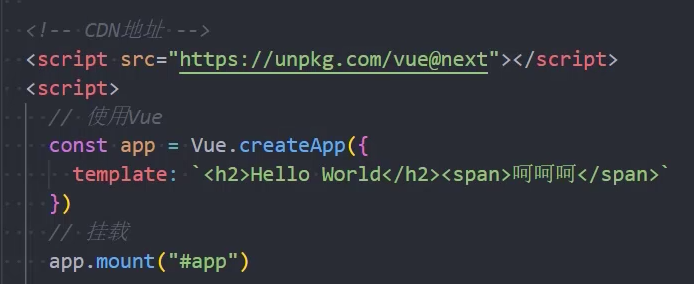 <!-- CDN地址 -->
<script src="https://unpkg.com/vue@next"></script>
<script>
// 使用Vue
const app = Vue.createApp({
template: `<h2>Hello World</h2><span>呵呵呵</span>`
})
// 挂载
app.mount("#app")